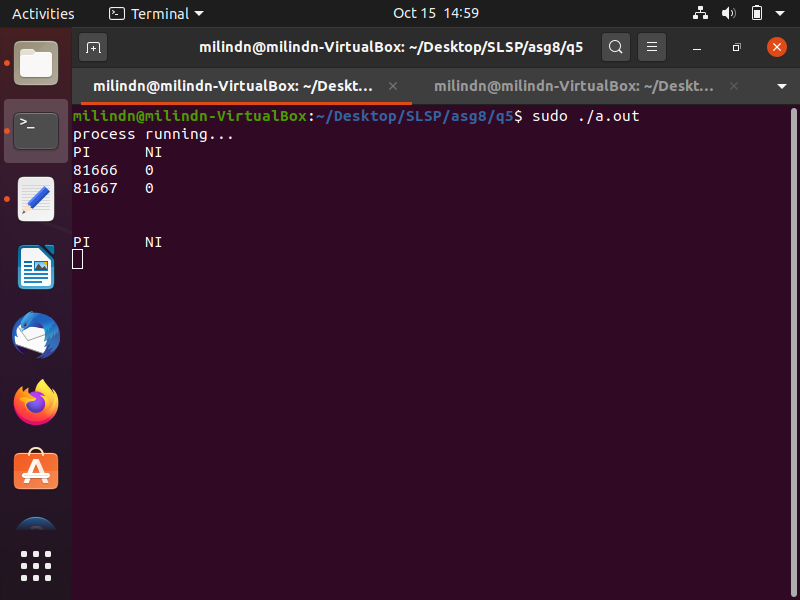 Activities
Terminal
Oct 15 14:59
milindn@milindn-VirtualBox: ~/Desktop/SLSP/asg8/q5
milindn@milindn-VirtualBox: ~/Deskt...
milindn@milindn-VirtualBox: ~/Deskt...
milindn@milindn-VirtualBox:~/Desktop/SLSP/asg8/q5$ sudo ./a.out
process running...
PI NI
81666 0
81667 0
PI NI